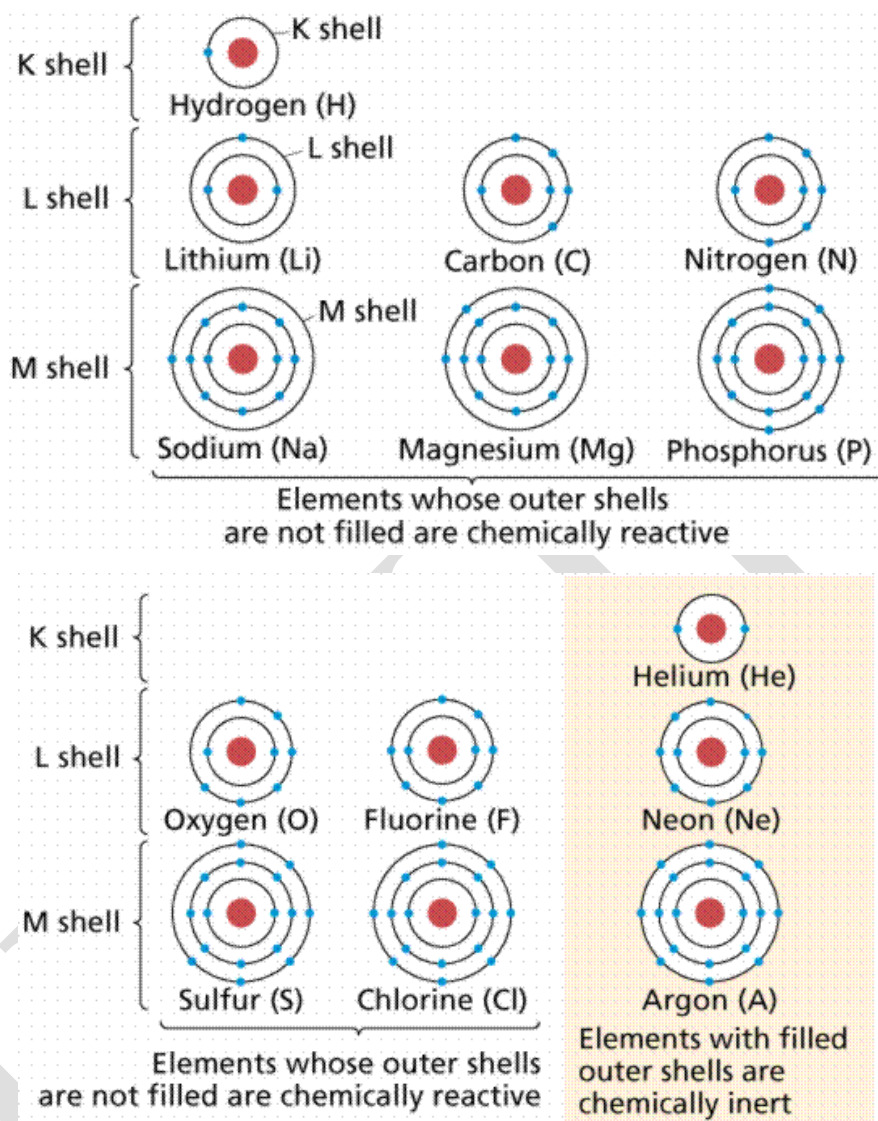 K shell
K shell
Hydrogen (H)
L shell
L shell
Lithium (Li)
Carbon (C)
Nitrogen (N)
M shell
M shell
Sodium (Na)
Magnesium (Mg)
Phosphorus (P)
Elements whose outer shells
are not filled are chemically reactive
K shell
Helium (He)
L shell
Oxygen (O)
Fluorine (F)
Neon (Ne)
M shell
Sulfur (S)
Chlorine (Cl)
Argon (A)
Elements whose outer shells
are not filled are chemically reactive
Elements with filled
outer shells are
chemically inert